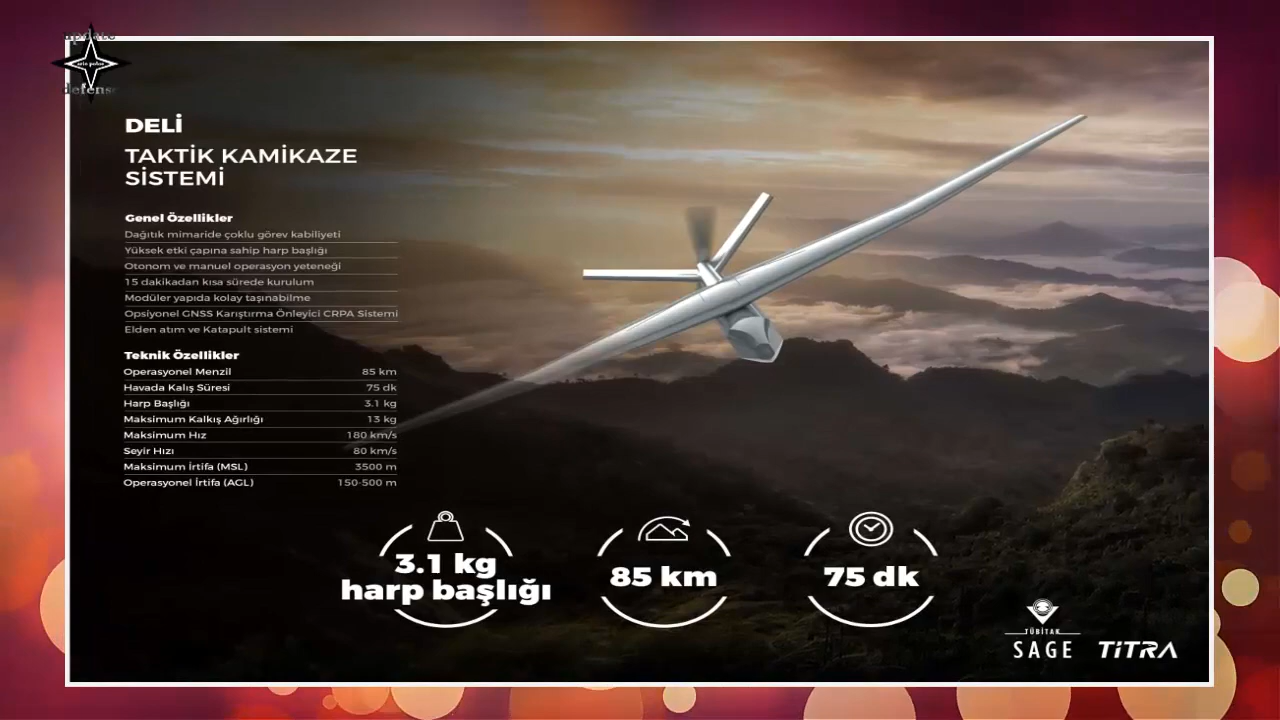 update
defense
DELİ
TAKTİK KAMİKAZE
SİSTEMİ
Genel Özellikler
Dağıtık mimaride çoklu görev kabiliyeti
Yüksek etki çapına sahip harp başlığı
Otonom ve manuel operasyon yeteneği
15 dakikadan kısa sürede kurulum
Modüler yapıda kolay taşınabilme
Opsiyonel GNSS Karıştırma Önleyici CRPA Sistemi
Elden atım ve Katapult sistemi
Teknik Özellikler
Operasyonel Menzil 85 km
Havada Kalış Süresi 75 dk
Harp Başlığı 3.1 kg
Maksimum Kalkış Ağırlığı 13 kg
Maksimum Hız 180 km/s
Seyir Hızı 80 km/s
Maksimum İrtifa (MSL) 3500 m
Operasyonel İrtifa (AGL) 150-500 m
3.1 kg
harp başlığı
85 km
75 dk
TÜBİTAK
SAGE
TİTRA